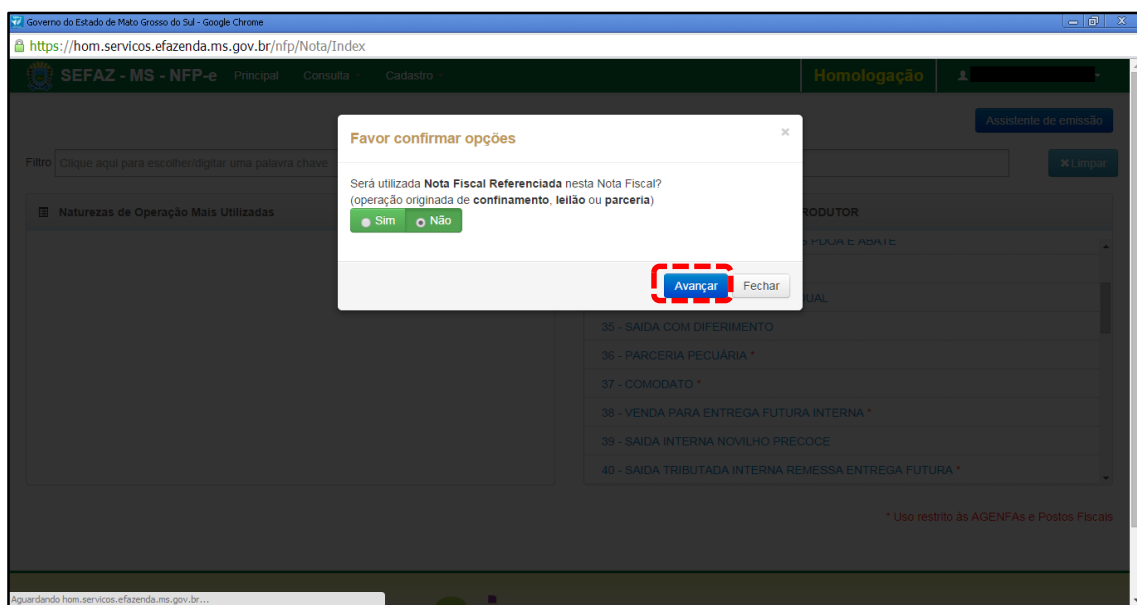 Governo do Estado de Mato Grosso do Sul - Google Chrome
https://hom.servicos.efazenda.ms.gov.br/nfp/Nota/Index
SEFAZ - MS - NFP-e Principal Consulta Cadastro Homologação
Assistente de emissão
Filtro Clique aqui para escolher/digitar uma palavra chave Limpar
Favor confirmar opções ×
Será utilizada Nota Fiscal Referenciada nesta Nota Fiscal?
(operação originada de confinamento, leilão ou parceria)
Sim Não
Avançar Fechar
Naturezas de Operação Mais Utilizadas
35 - SAIDA COM DIFERIMENTO
36 - PARCERIA PECUÁRIA *
37 - COMODATO *
38 - VENDA PARA ENTREGA FUTURA INTERNA *
39 - SAIDA INTERNA NOVILHO PRECOCE
40 - SAIDA TRIBUTADA INTERNA REMESSA ENTREGA FUTURA *
* Uso restrito às AGENFAs e Postos Fiscais
Aguardando hom.servicos.efazenda.ms.gov.br...